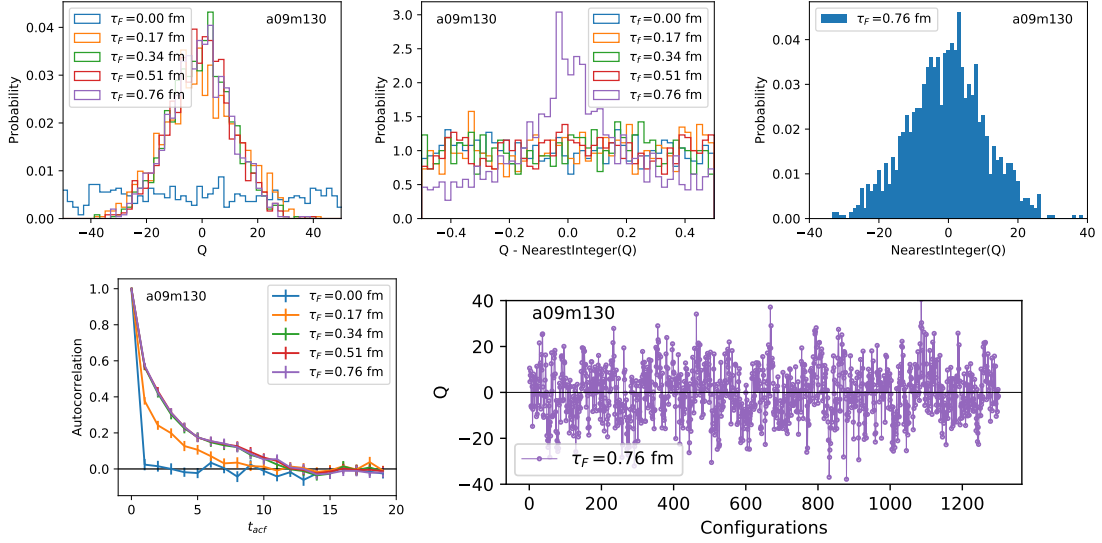 0.04
0.03
0.02
0.01
0.00
−40
−20
0
20
40
Probability
Q
τF = 0.00 fm
τF = 0.17 fm
τF = 0.34 fm
τF = 0.51 fm
τF = 0.76 fm
a09m130
3.0
2.5
2.0
1.5
1.0
0.5
0.0
−0.4
−0.2
0.0
0.2
0.4
Probability
Q - NearestInteger(Q)
a09m130
τf = 0.00 fm
τf = 0.17 fm
τf = 0.34 fm
τf = 0.51 fm
τf = 0.76 fm
0.04
0.03
0.02
0.01
0.00
−40
−20
0
20
40
Probability
NearestInteger(Q)
τF = 0.76 fm
a09m130
1.0
0.8
0.6
0.4
0.2
0.0
0
5
10
15
20
Autocorrelation
tacf
a09m130
τF = 0.00 fm
τF = 0.17 fm
τF = 0.34 fm
τF = 0.51 fm
τF = 0.76 fm
40
20
0
−20
−40
0
200
400
600
800
1000
1200
Q
Configurations
a09m130
τF = 0.76 fm